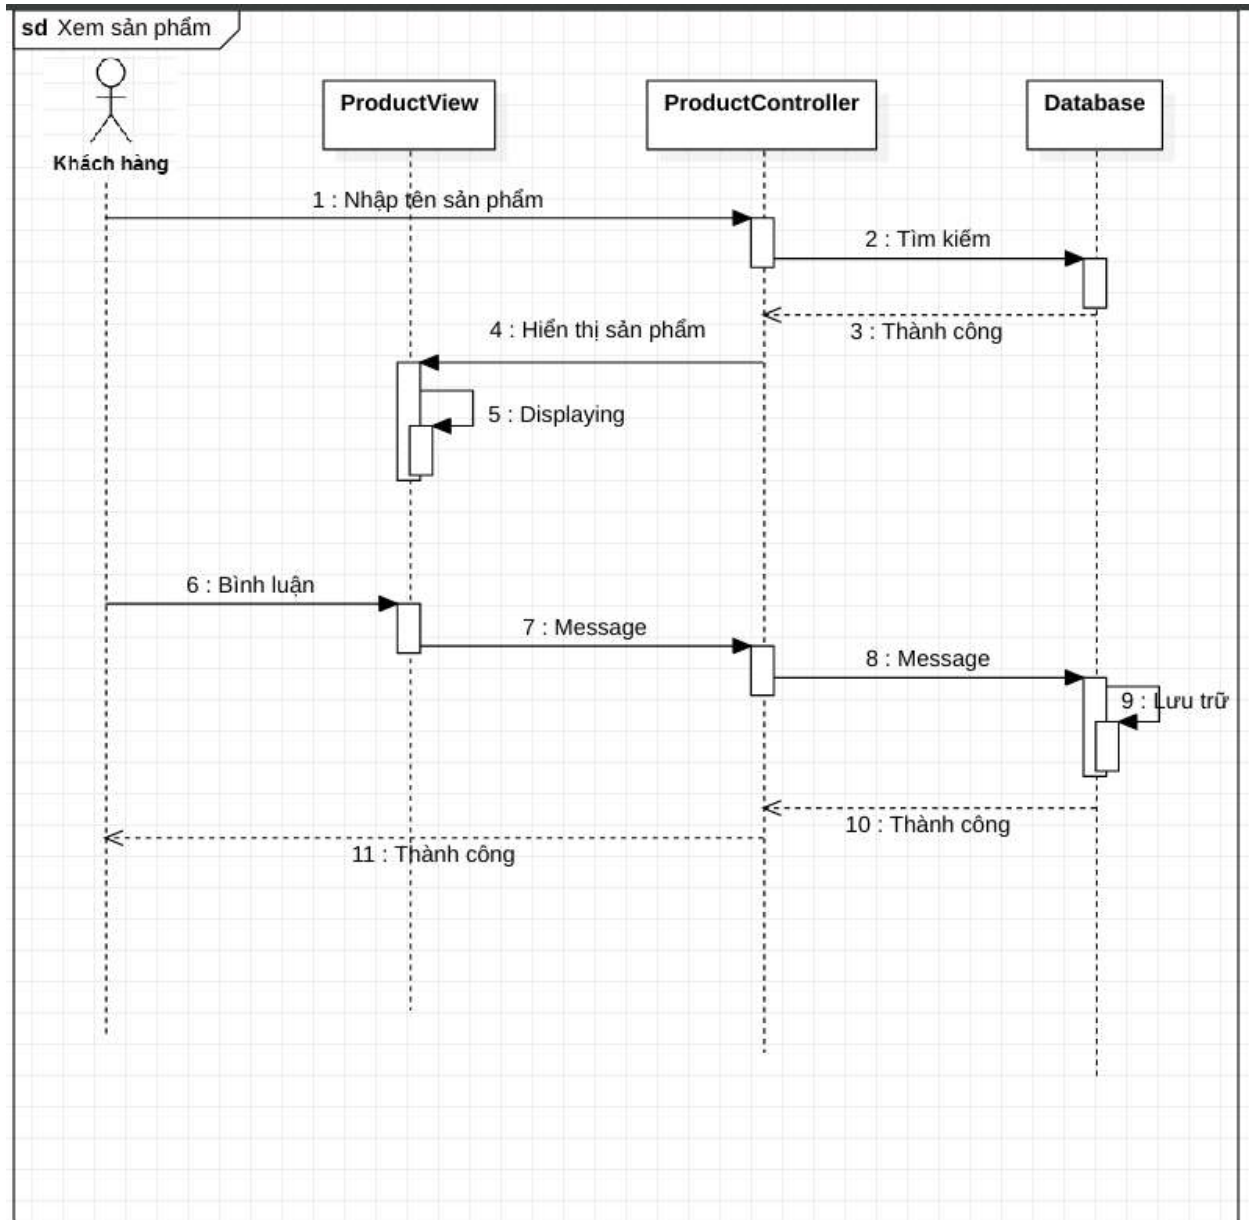 sd Xem sản phẩm
Khách hàng
ProductView
ProductController
Database
1 : Nhập tên sản phẩm
2 : Tìm kiếm
3 : Thành công
4 : Hiển thị sản phẩm
5 : Displaying
6 : Bình luận
7 : Message
8 : Message
9 : Lưu trữ
10 : Thành công
11 : Thành công